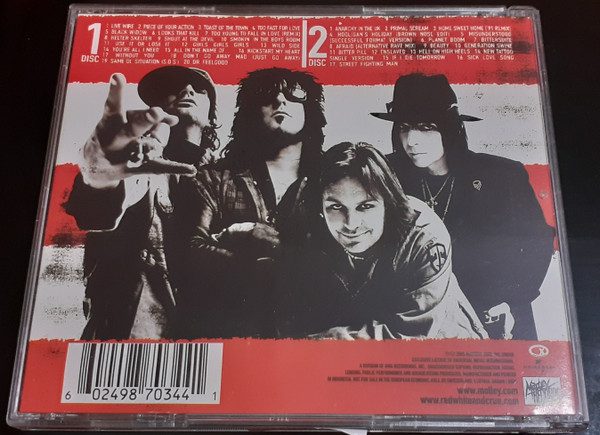 1 DISC
1 LIVE WIRE 2 PIECE OF YOUR ACTION 3 TOAST OF THE TOWN 4 TOO FAST FOR LOVE
5 BLACK WIDOW 6 LOOKS THAT KILL 7 TOO YOUNG TO FALL IN LOVE (REMIX)
8 HELTER SKELTER 9 SHOUT AT THE DEVIL 10 SMOKIN' IN THE BOYS ROOM
11 USE IT OR LOSE IT 12 GIRLS, GIRLS, GIRLS 13 WILD SIDE
14 YOU'RE ALL I NEED 15 ALL IN THE NAME OF 16 KICKSTART MY HEART
17 WITHOUT YOU 18 DON'T GO AWAY MAD (JUST GO AWAY)
19 SAME OL' SITUATION (S.O.S.) 20 DR. FEELGOOD
2 DISC
1 ANARCHY IN THE UK 2 PRIMAL SCREAM 3 HOME SWEET HOME ('91 REMIX)
4 HOOLIGAN'S HOLIDAY (BROWN NOSE EDIT) 5 MISUNDERSTOOD
(SUCCESSFUL FORMAT VERSION) 6 PLANET BOOM 7 BITTERSUITE
8 AFRAID (ALTERNATIVE RAVE MIX) 9 BEAUTY 10 GENERATION SWINE
11 BITTER PILL 12 ENSLAVED 13 HELL ON HIGH HEELS 14 NEW TATTOO
SINGLE VERSION 15 IF I DIE TOMORROW 16 SICK LOVE SONG
17 STREET FIGHTING MAN
6 02498 70344 1
www.motley.com
www.redwhiteandcrue.com